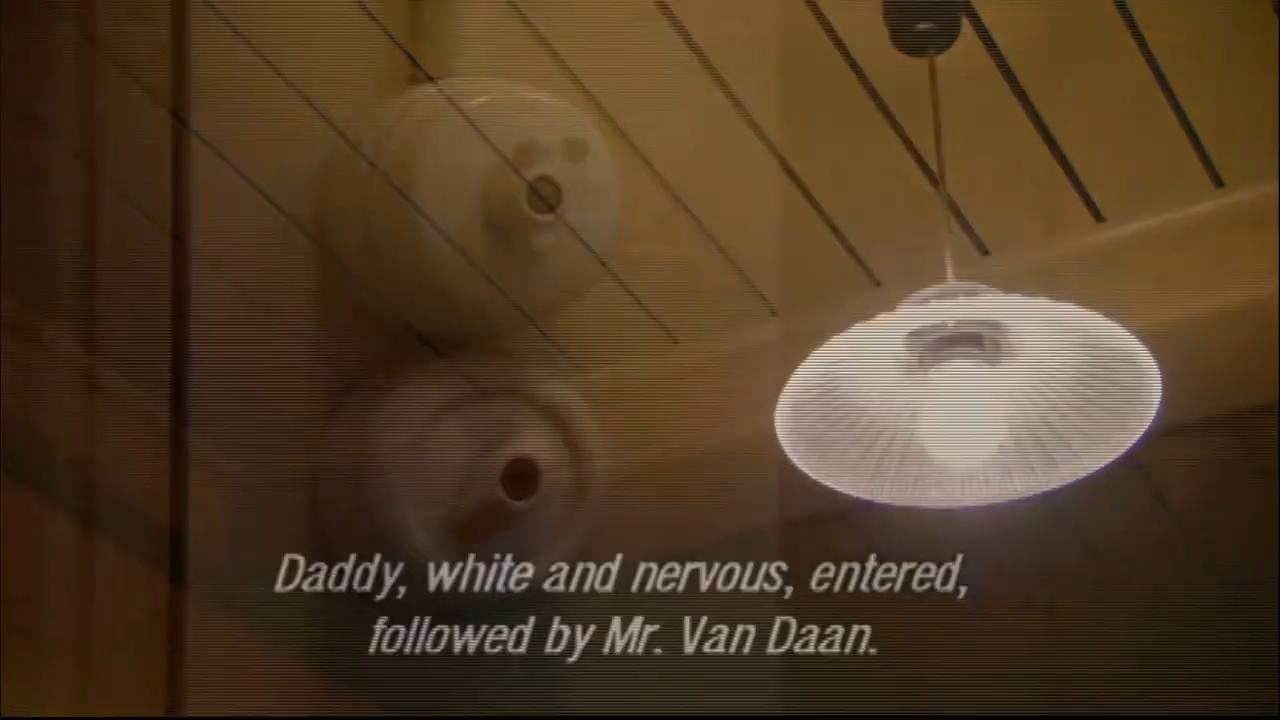 Daddy, white and nervous, entered,
followed by Mr. Van Daan.